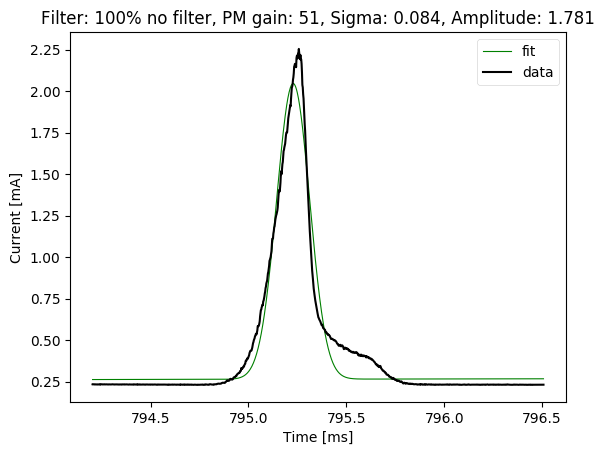 Filter: 100% no filter, PM gain: 51, Sigma: 0.084, Amplitude: 1.781
fit
data
2.25
2.00
1.75
1.50
1.25
1.00
0.75
0.50
0.25
Current [mA]
794.5 795.0 795.5 796.0 796.5
Time [ms]